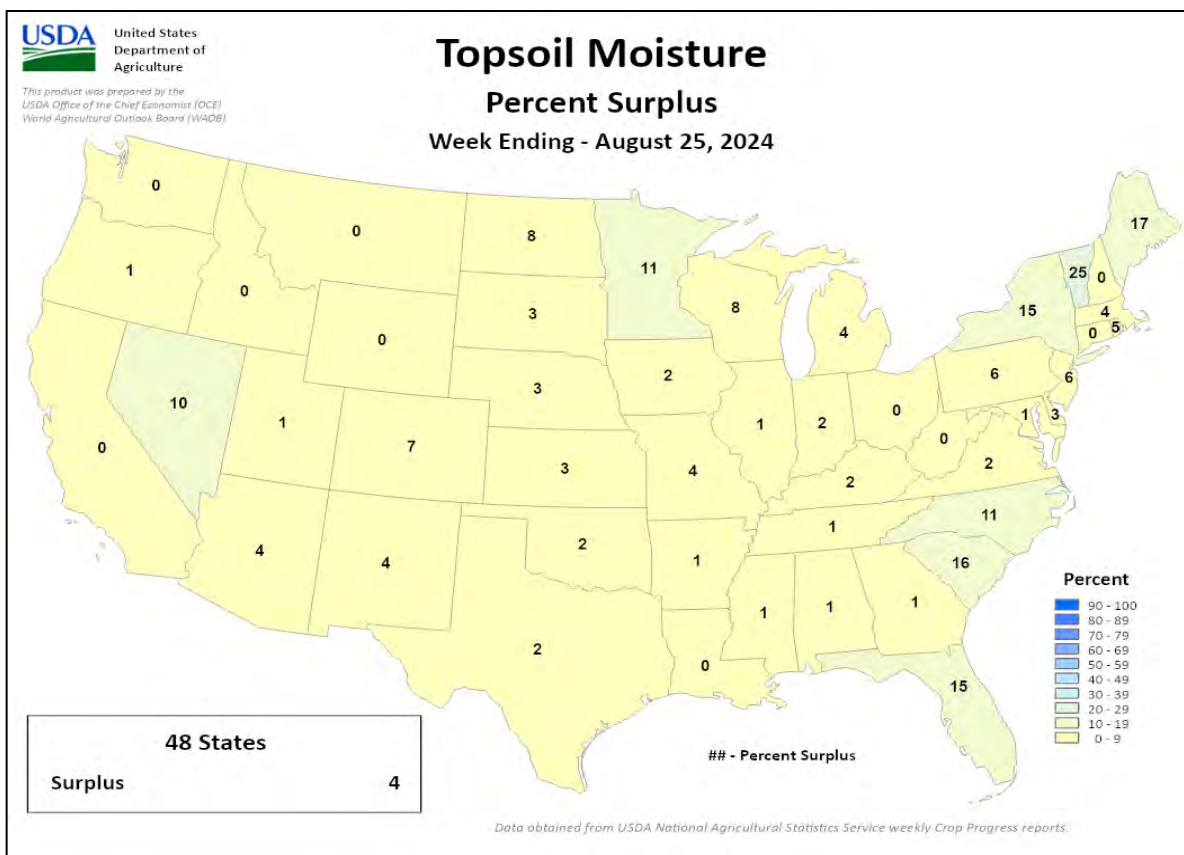 USDA
United States
Department of
Agriculture
This product was prepared by the
USDA Office of the Chief Economist (OCE)
World Agricultural Outlook Board (WAOB)
Topsoil Moisture
Percent Surplus
Week Ending - August 25, 2024
0
0
8
11
17
1
0
3
8
4
15
25
0
4
0
5
0
10
1
0
3
2
6
6
0
7
3
4
1
2
0
0
1
3
2
2
4
4
2
1
1
11
16
2
0
1
1
1
15
Percent
90 - 100
80 - 89
70 - 79
60 - 69
50 - 59
40 - 49
30 - 39
20 - 29
10 - 19
0 - 9
48 States
Surplus 4
## - Percent Surplus
Data obtained from USDA National Agricultural Statistics Service weekly Crop Progress reports.